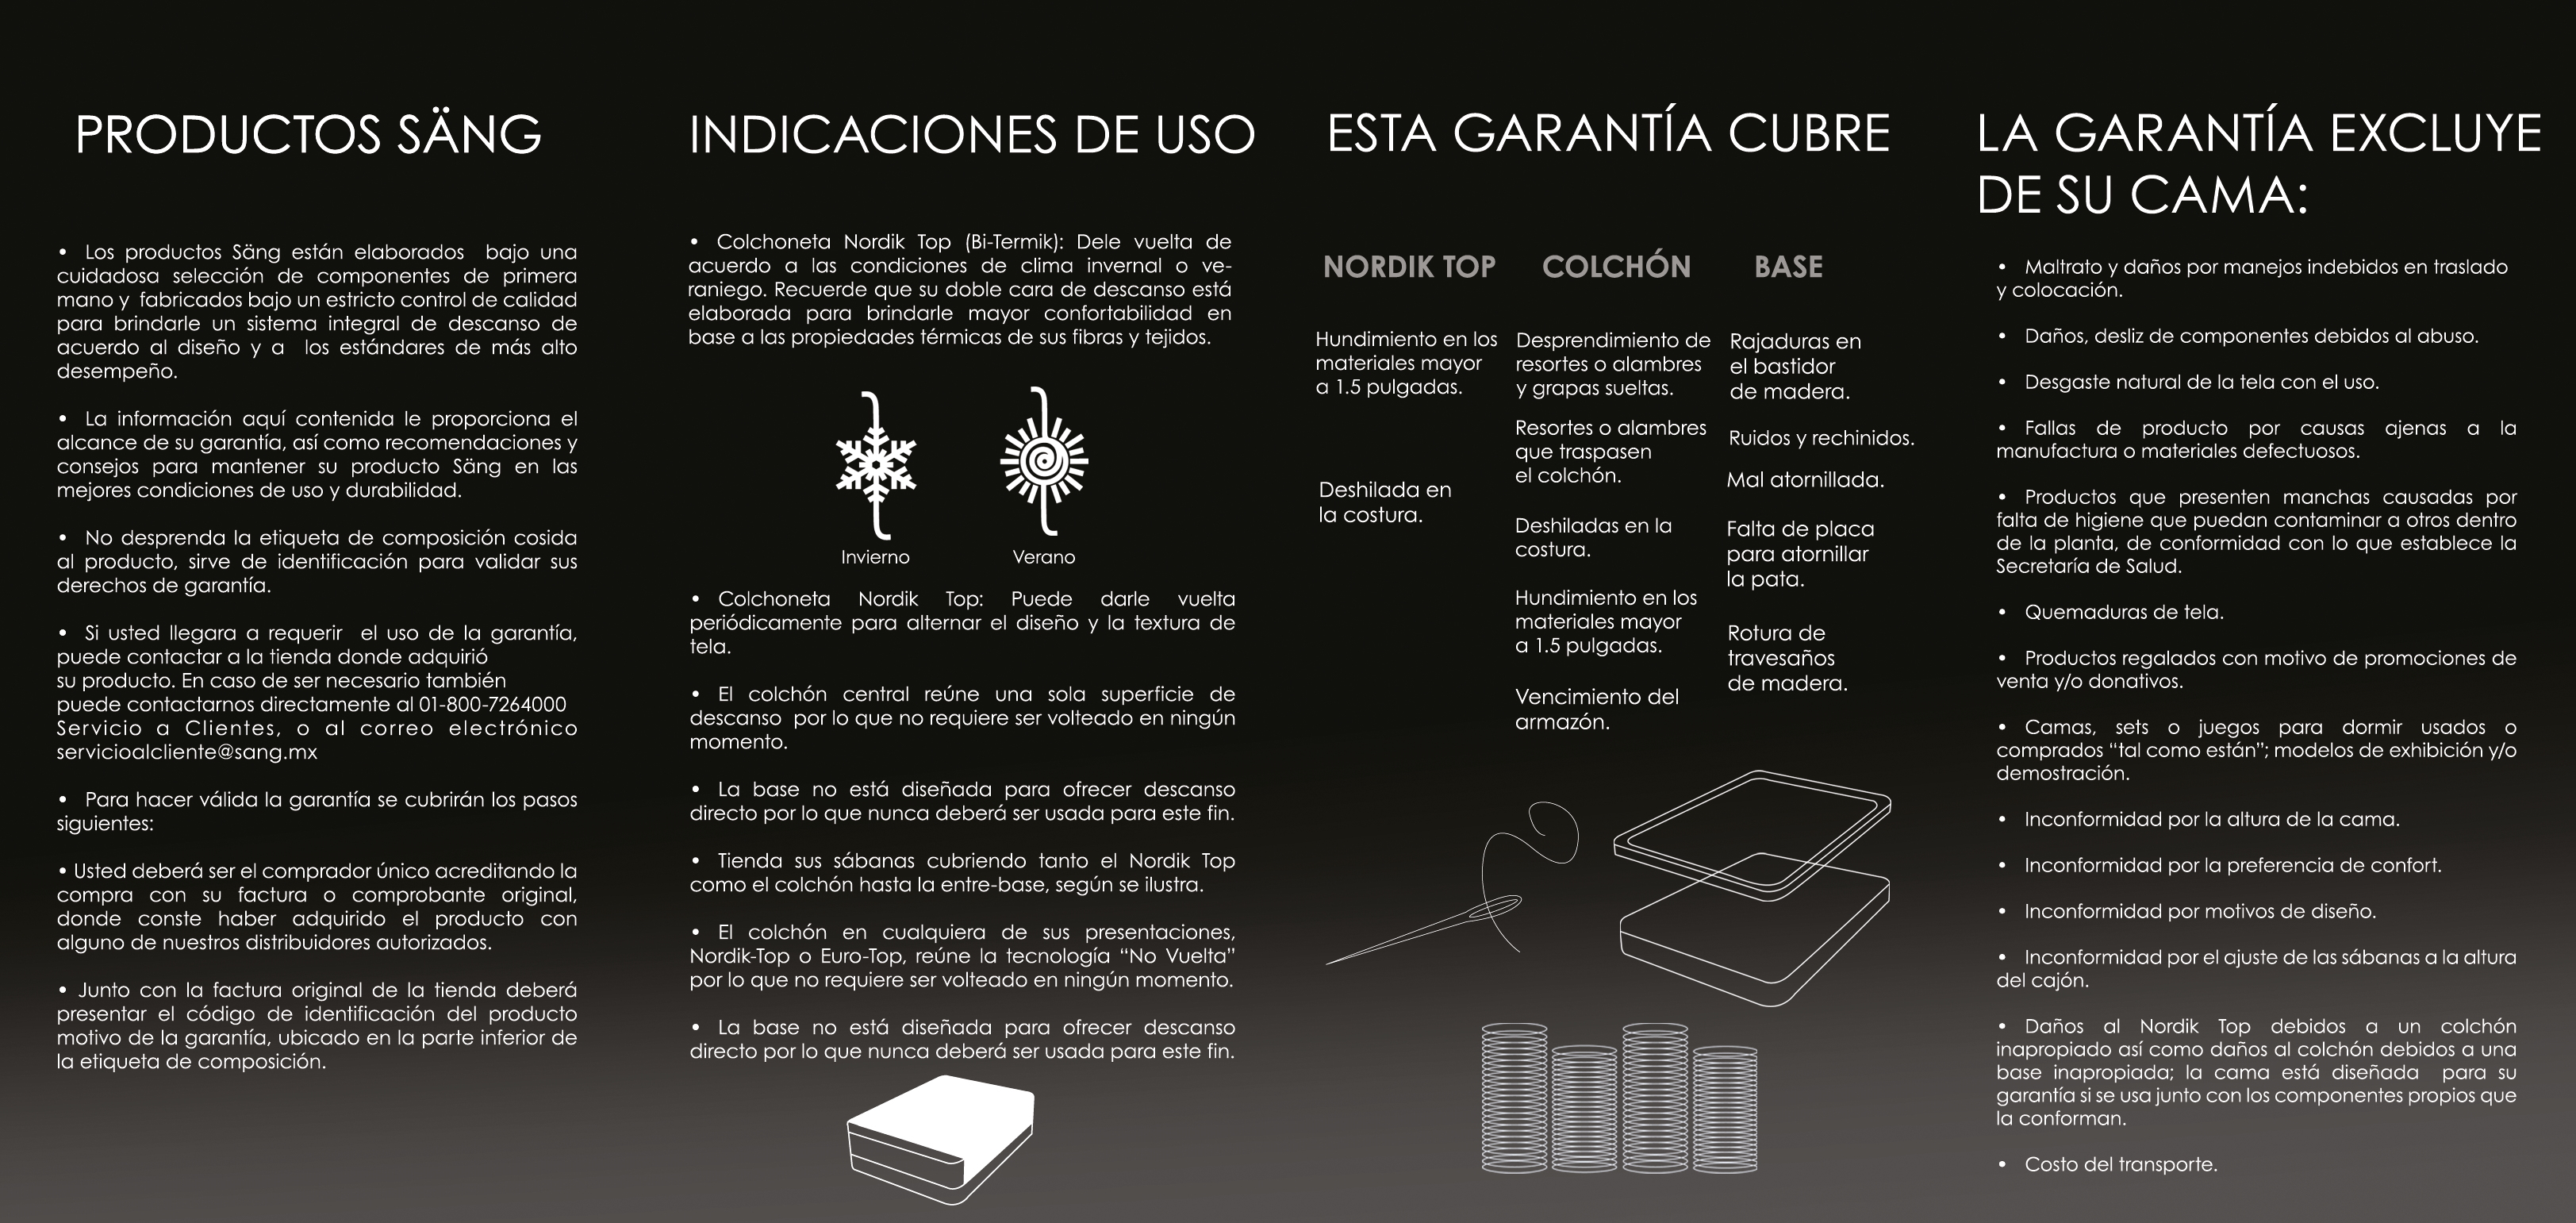 PRODUCTOS SÄNG
• Los productos Säng están elaborados bajo una
cuidadosa selección de componentes de primera
mano y fabricados bajo un estricto control de calidad
para brindarle un sistema integral de descanso de
acuerdo al diseño y a los estándares de más alto
desempeño.
• La información aquí contenida le proporciona el
alcance de su garantía, así como recomendaciones y
consejos para mantener su producto Säng en las
mejores condiciones de uso y durabilidad.
• No desprenda la etiqueta de composición cosida
al producto, sirve de identificación para validar sus
derechos de garantía.
• Si usted llegara a requerir el uso de la garantía,
puede contactar a la tienda donde adquirió
su producto. En caso de ser necesario también
puede contactarnos directamente al 01-800-7264000
Servicio a Clientes, o al correo electrónico
servicioalcliente@sang.mx
• Para hacer válida la garantía se cubrirán los pasos
siguientes:
• Usted deberá ser el comprador único acreditando la
compra con su factura o comprobante original,
donde conste haber adquirido el producto con
alguno de nuestros distribuidores autorizados.
• Junto con la factura original de la tienda deberá
presentar el código de identificación del producto
motivo de la garantía, ubicado en la parte inferior de
la etiqueta de composición.
INDICACIONES DE USO
• Colchoneta Nordik Top (Bi-Termik): Dele vuelta de
acuerdo a las condiciones de clima invernal o ve-
raniego. Recuerde que su doble cara de descanso está
elaborada para brindarle mayor confortabilidad en
base a las propiedades térmicas de sus fibras y tejidos.
Invierno
Verano
• Colchoneta Nordik Top: Puede darle vuelta
periódicamente para alternar el diseño y la textura de
tela.
• El colchón central reúne una sola superficie de
descanso por lo que no requiere ser volteado en ningún
momento.
• La base no está diseñada para ofrecer descanso
directo por lo que nunca deberá ser usada para este fin.
• Tienda sus sábanas cubriendo tanto el Nordik Top
como el colchón hasta la entre-base, según se ilustra.
• El colchón en cualquiera de sus presentaciones,
Nordik-Top o Euro-Top, reúne la tecnología “No Vuelta”
por lo que no requiere ser volteado en ningún momento.
• La base no está diseñada para ofrecer descanso
directo por lo que nunca deberá ser usada para este fin.
ESTA GARANTÍA CUBRE
NORDIK TOP
Hundimiento en los
materiales mayor
a 1.5 pulgadas.
Deshilada en
la costura.
COLCHÓN
Desprendimiento de
resortes o alambres
y grapas sueltas.
Resortes o alambres
que traspasen
el colchón.
Deshiladas en la
costura.
Hundimiento en los
materiales mayor
a 1.5 pulgadas.
Vencimiento del
armazón.
BASE
Rajaduras en
el bastidor
de madera.
Ruidos y rechinidos.
Mal atornillada.
Falta de placa
para atornillar
la pata.
Rotura de
travesaños
de madera.
LA GARANTÍA EXCLUYE
DE SU CAMA:
• Maltrato y daños por manejos indebidos en traslado
y colocación.
• Daños, desliz de componentes debidos al abuso.
• Desgaste natural de la tela con el uso.
• Fallas de producto por causas ajenas a la
manufactura o materiales defectuosos.
• Productos que presenten manchas causadas por
falta de higiene que puedan contaminar a otros dentro
de la planta, de conformidad con lo que establece la
Secretaría de Salud.
• Quemaduras de tela.
• Productos regalados con motivo de promociones de
venta y/o donativos.
• Camas, sets o juegos para dormir usados o
comprados “tal como están”; modelos de exhibición y/o
demostración.
• Inconformidad por la altura de la cama.
• Inconformidad por la preferencia de confort.
• Inconformidad por motivos de diseño.
• Inconformidad por el ajuste de las sábanas a la altura
del cajón.
• Daños al Nordik Top debidos a un colchón
inapropiado así como daños al colchón debidos a una
base inapropiada; la cama está diseñada para su
garantía si se usa junto con los componentes propios que
la conforman.
• Costo del transporte.